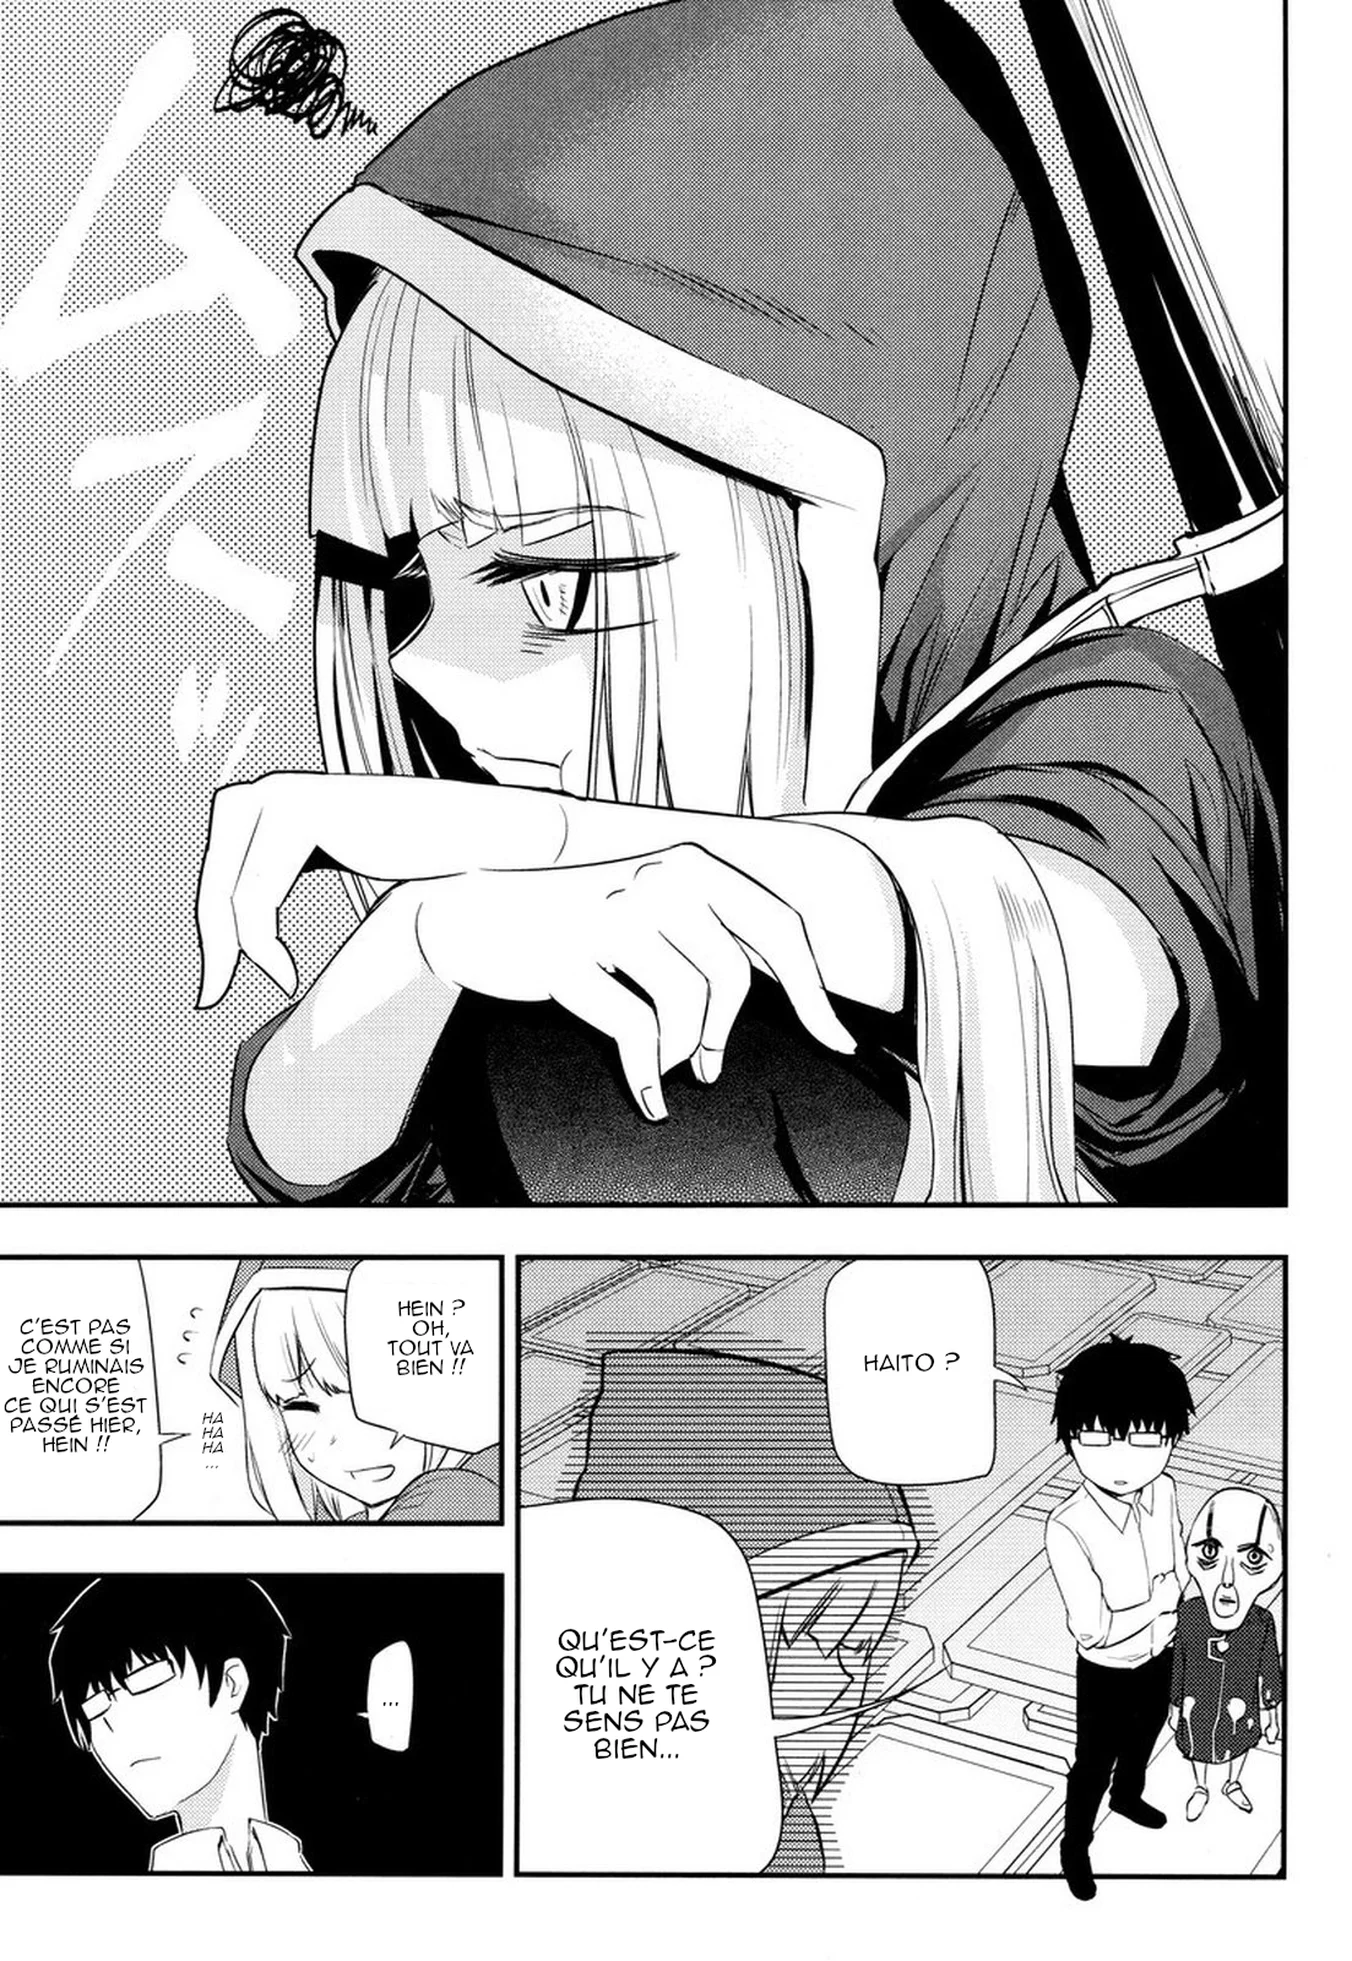 HAITO ?
QU'EST-CE
QU'IL Y A ?
TU NE TE
SENS PAS
BIEN...
HEIN ?
OH,
TOUT VA
BIEN !!
HA
HA
HA
...
C'EST PAS
COMME SI
JE RUMINAIS
ENCORE
CE QUI S'EST
PASSÉ HIER,
HEIN !!
...